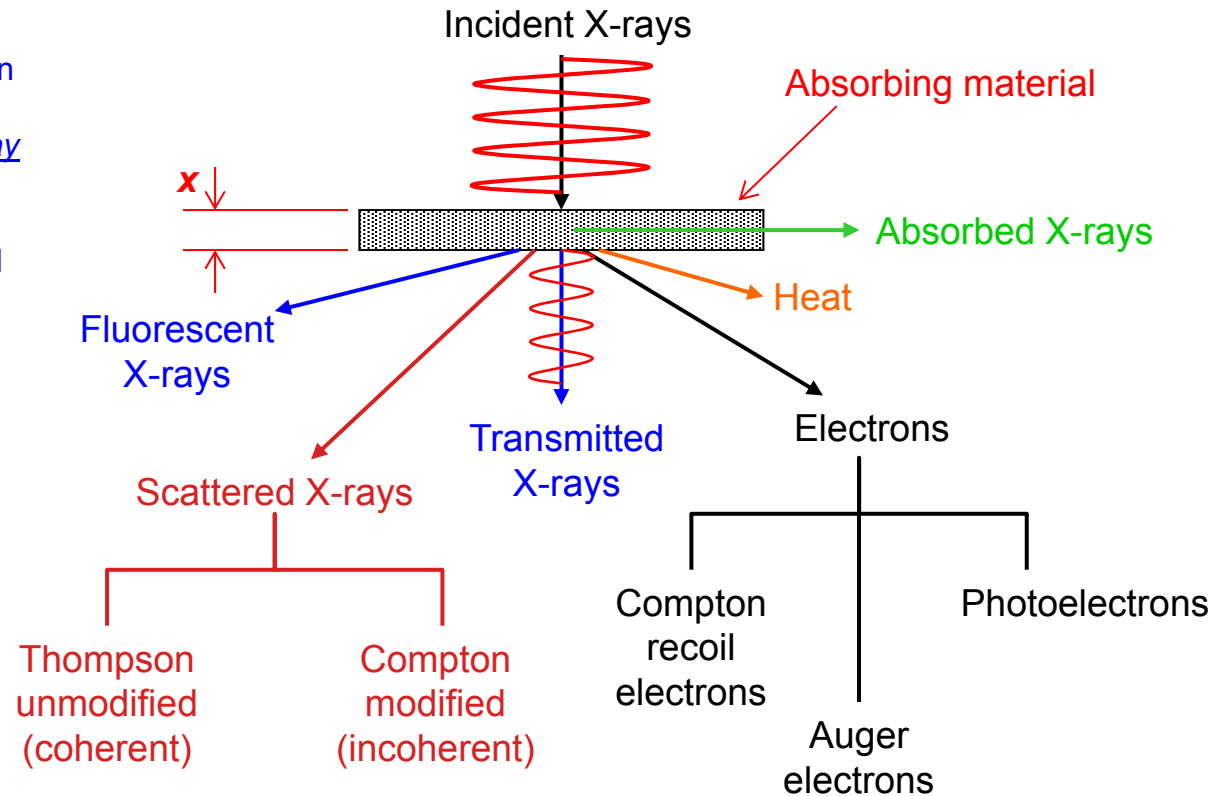 Incident X-rays
n
ay
Absorbing material
x
Absorbed X-rays
Heat
Fluorescent
X-rays
Transmitted
X-rays
Electrons
Scattered X-rays
Compton
recoil
electrons
Photoelectrons
Auger
electrons
Thompson
unmodified
(coherent)
Compton
modified
(incoherent)